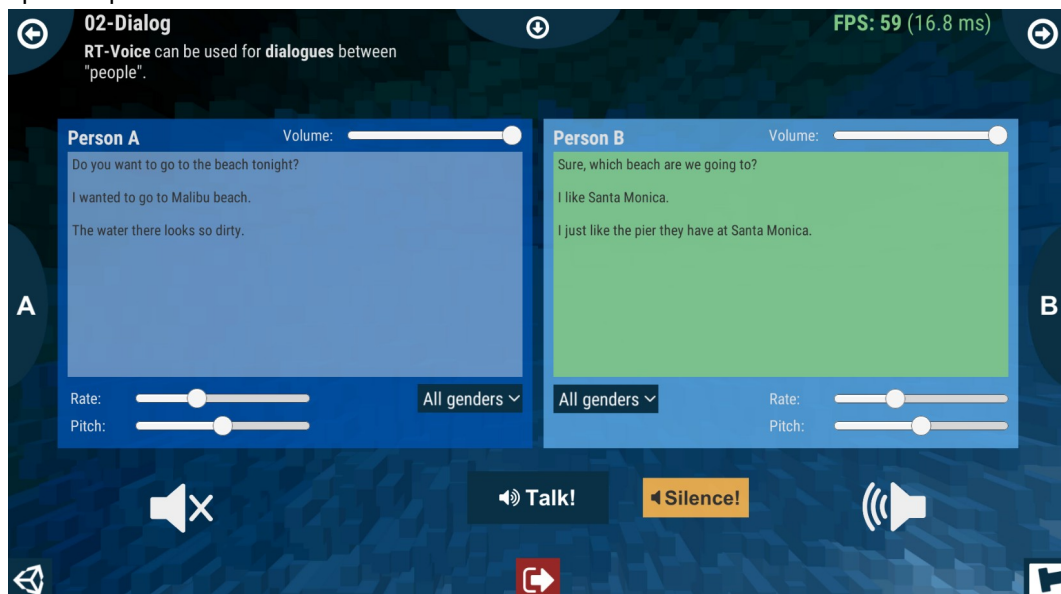 02-Dialog
FPS: 59 (16.8 ms)
RT-Voice can be used for dialogues between
"people".
Person A
Volume:
Do you want to go to the beach tonight?
I wanted to go to Malibu beach.
The water there looks so dirty.
Rate:
All genders
Pitch:
Person B
Volume:
Sure, which beach are we going to?
I like Santa Monica.
I just like the pier they have at Santa Monica.
All genders
Rate:
Pitch:
A
B
Talk!
Silence!